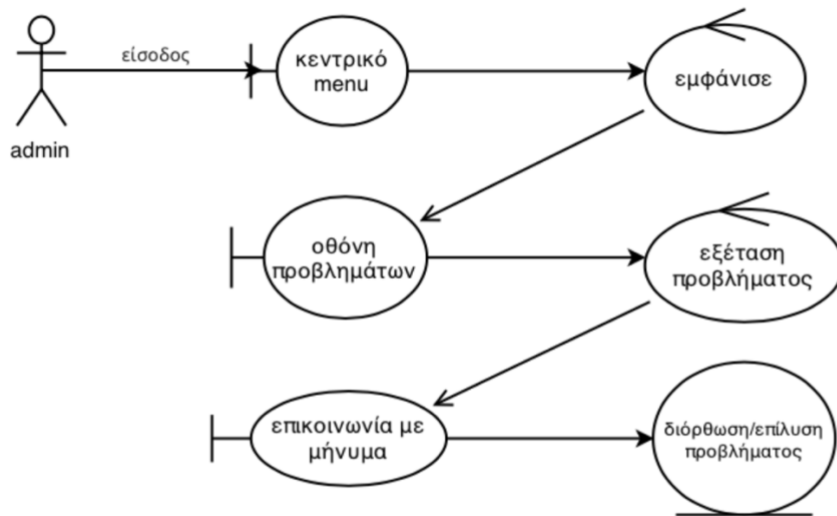 είσοδος
κεντρικό
menu
εμφάνισε
admin
οθόνη
προβλημάτων
εξέταση
προβλήματος
επικοινωνία με
μήνυμα
διόρθωση/επίλυση
προβλήματος